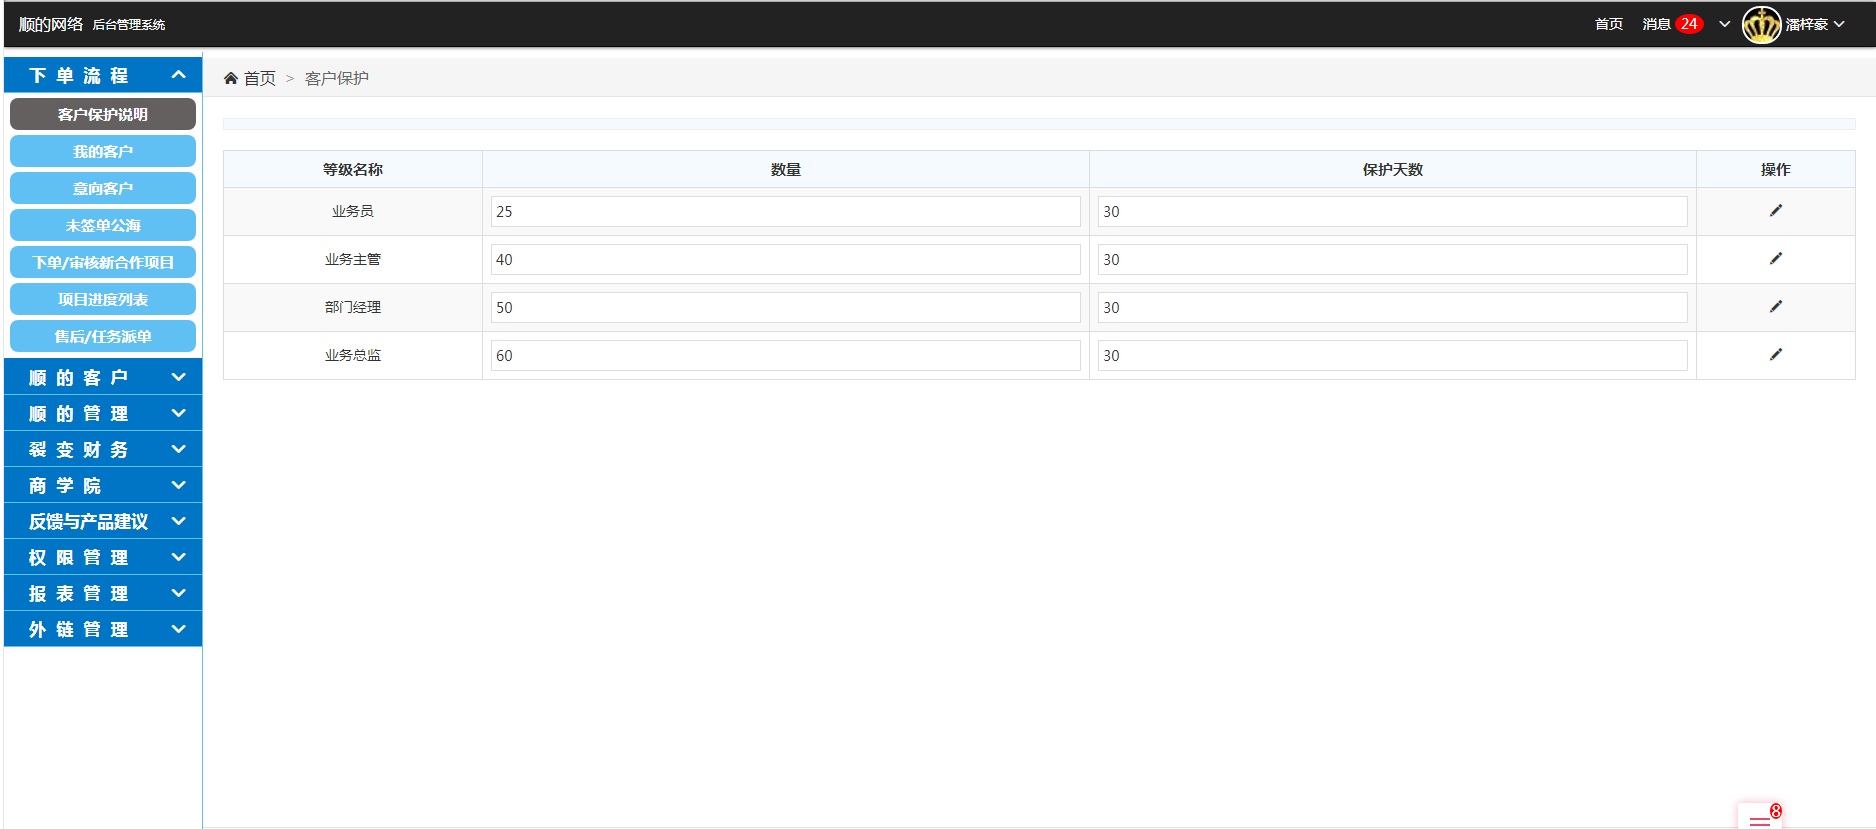 顺的网络 后台管理系统
首页 消息 24 潘梓豪
下单流程
客户保护说明
我的客户
意向客户
未签单公海
下单/审核新合作项目
项目进度列表
售后/任务派单
顺的客户
顺的管理
裂变财务
商学院
反馈与产品建议
权限管理
报表管理
外链管理
首页 > 客户保护
等级名称 数量 保护天数 操作
业务员 25 30
业务主管 40 30
部门经理 50 30
业务总监 60 30
8